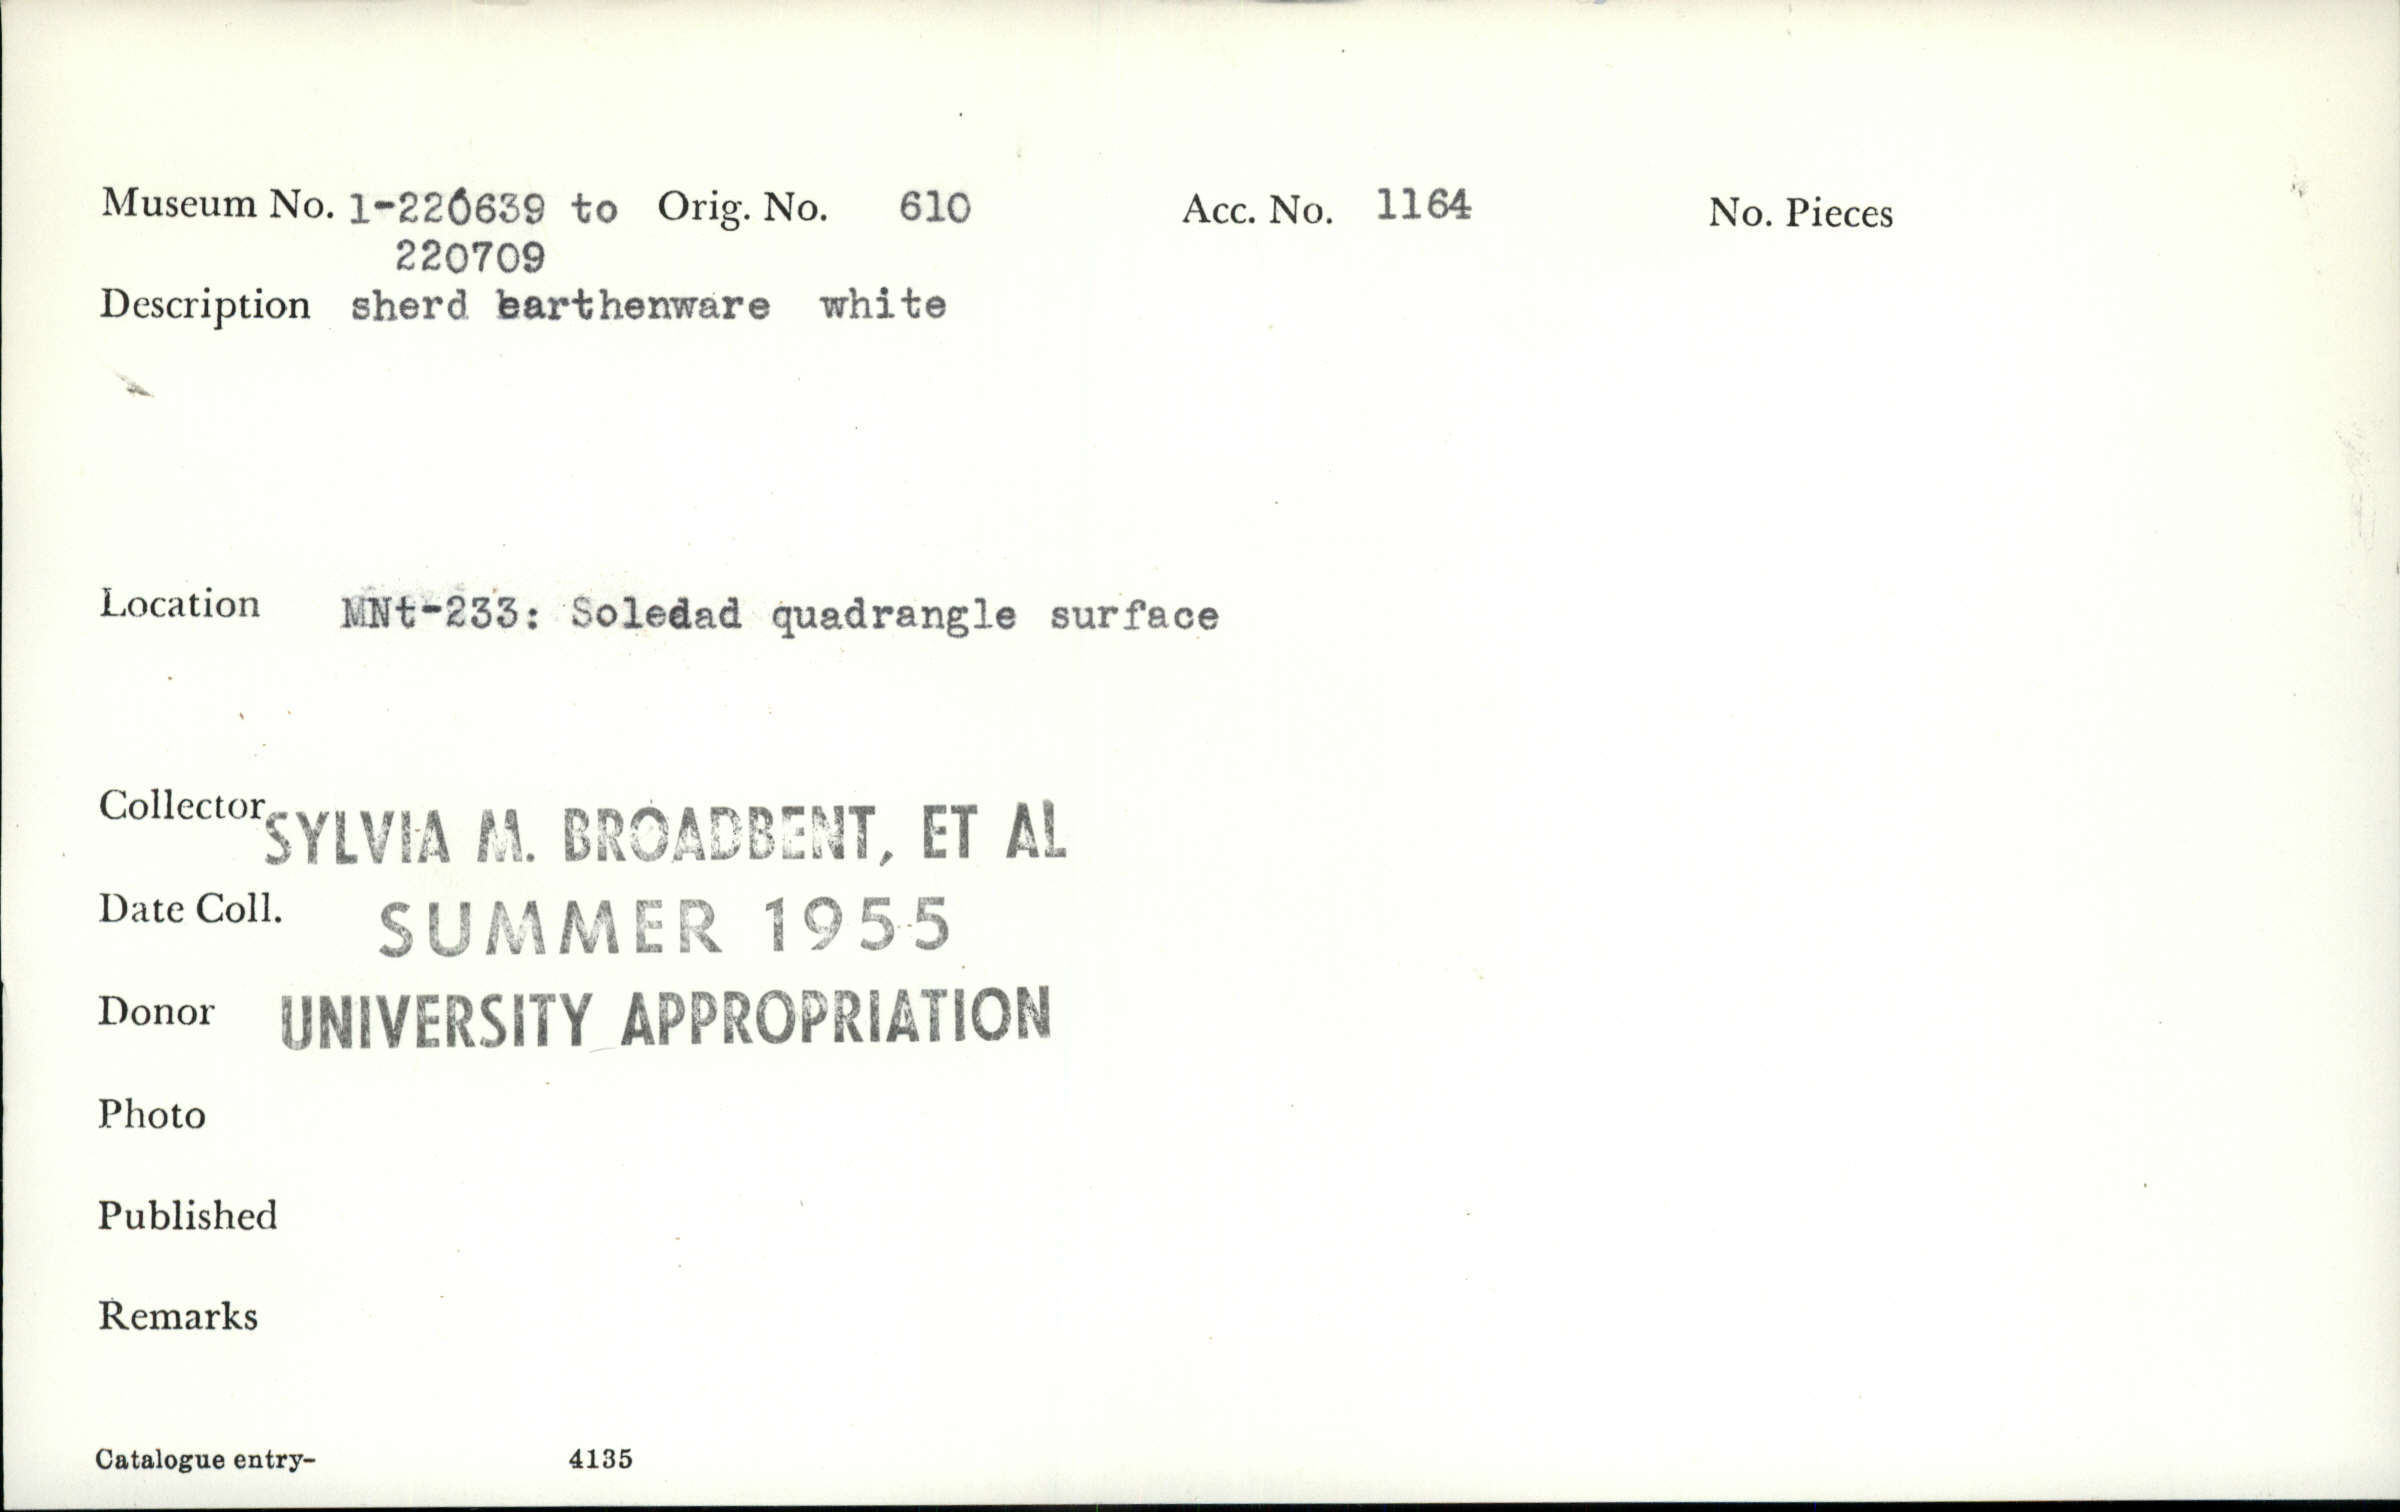 Museum No. 1-220639 to Orig. No. 610 Acc. No. 1164 No. Pieces
220709
Description sherd earthenware white
Location MNt-233: Soledad quadrangle surface
Collector SYLVIA M. BROADBENT, ET AL
Date Coll. SUMMER 1955
Donor UNIVERSITY APPROPRIATION
Photo
Published
Remarks
Catalogue entry- 4135